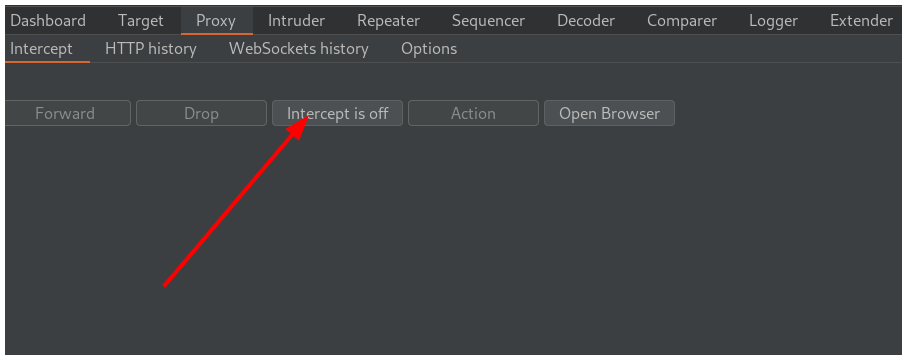 Dashboard Target Proxy Intruder Repeater Sequencer Decoder Comparer Logger Extender
Intercept HTTP history WebSockets history Options
Forward Drop Intercept is off Action Open Browser